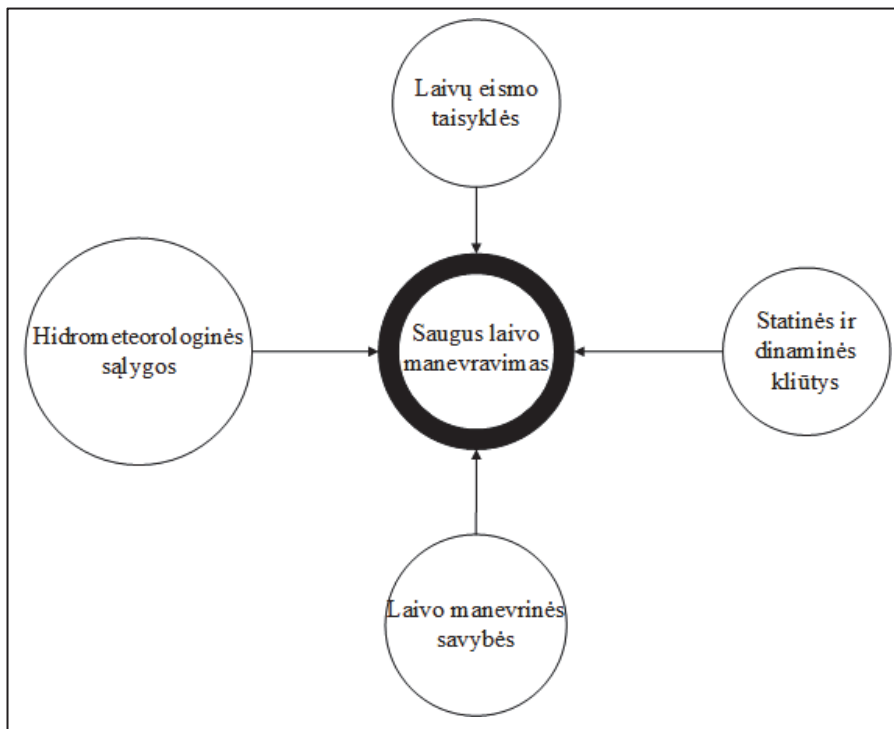 Laivų eismo
taisyklės
Hidrometeorologinės
sąlygos
Saugus laivo
manevravimas
Statinės ir
dinaminės
kliūtys
Laivo manevrinės
savybės